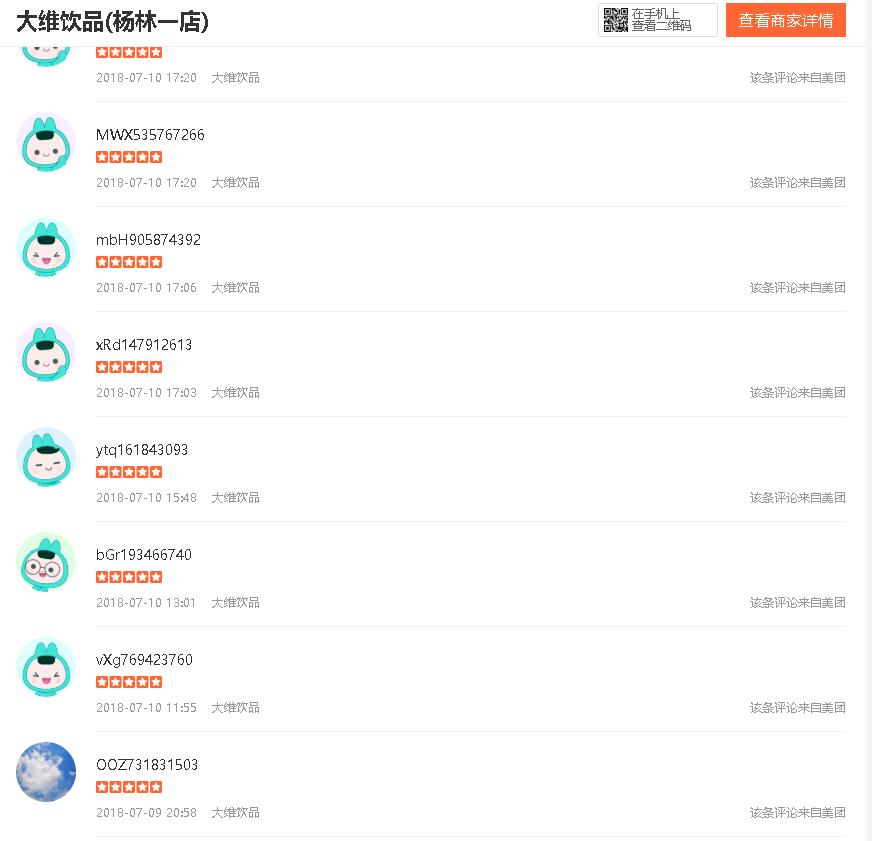 大维饮品(杨林一店)
在手机上
查看二维码
查看商家详情
2018-07-10 17:20 大维饮品 该条评论来自美团
MWX535767266
2018-07-10 17:20 大维饮品 该条评论来自美团
mbH905874392
2018-07-10 17:06 大维饮品 该条评论来自美团
xRd147912613
2018-07-10 17:03 大维饮品 该条评论来自美团
ytq161843093
2018-07-10 15:48 大维饮品 该条评论来自美团
bGr193466740
2018-07-10 13:01 大维饮品 该条评论来自美团
vXg769423760
2018-07-10 11:55 大维饮品 该条评论来自美团
OOZ731831503
2018-07-09 20:58 大维饮品 该条评论来自美团